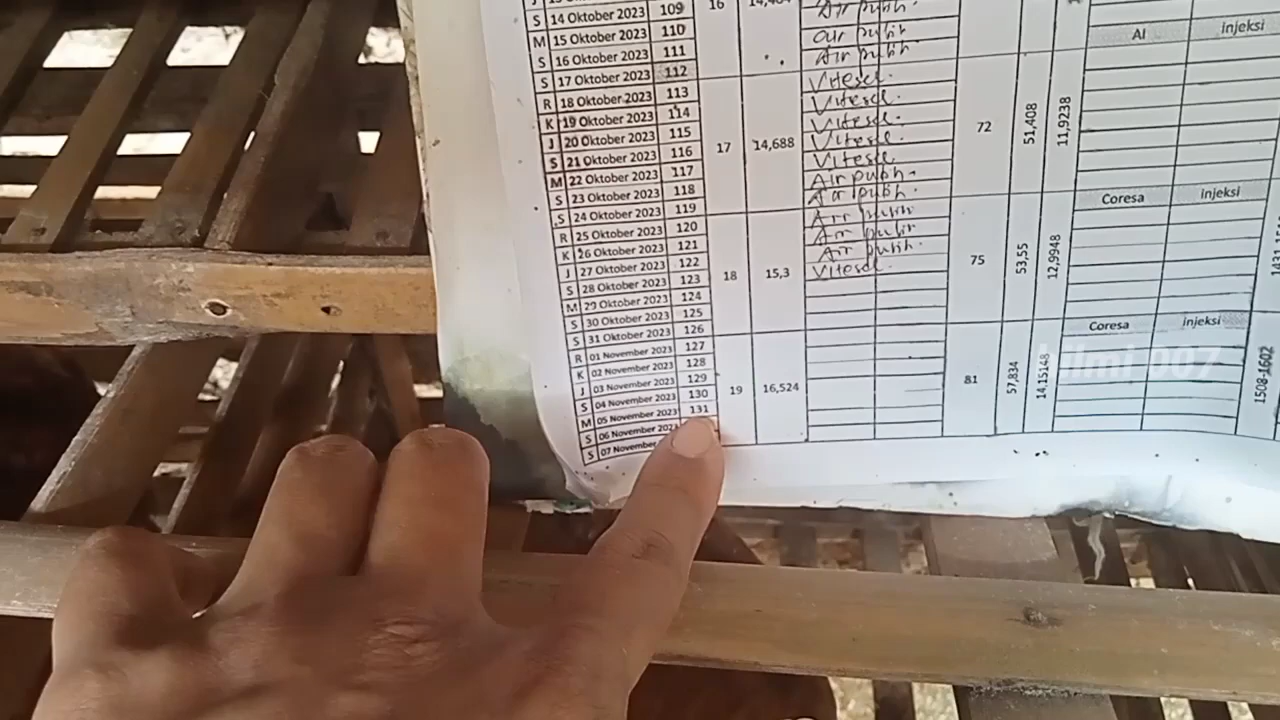 S 14 Oktober 2023 109 16 Air putih
M 15 Oktober 2023 110 air putih AI injeksi
S 16 Oktober 2023 111 Air putih
S 17 Oktober 2023 112 Vitesel
R 18 Oktober 2023 113 Vitesel
K 19 Oktober 2023 114 Vitesel
J 20 Oktober 2023 115 17 14,688 Vitesel 72 51,408 11,9238
S 21 Oktober 2023 116 Vitesel
M 22 Oktober 2023 117 Air putih
S 23 Oktober 2023 118 Air putih Coresa injeksi
S 24 Oktober 2023 119 Air putih
R 25 Oktober 2023 120 Air putih
K 26 Oktober 2023 121 Air putih
J 27 Oktober 2023 122 18 15,3 Vitesel 75 53,55 12,9948
S 28 Oktober 2023 123
M 29 Oktober 2023 124
S 30 Oktober 2023 125
S 31 Oktober 2023 126 Coresa injeksi
R 01 November 2023 127
K 02 November 2023 128
J 03 November 2023 129 19 16,524 81 57,834 14,15148 1508-1602
S 04 November 2023 130
M 05 November 2023 131
S 06 November 2023
S 07 November
hilmi 007